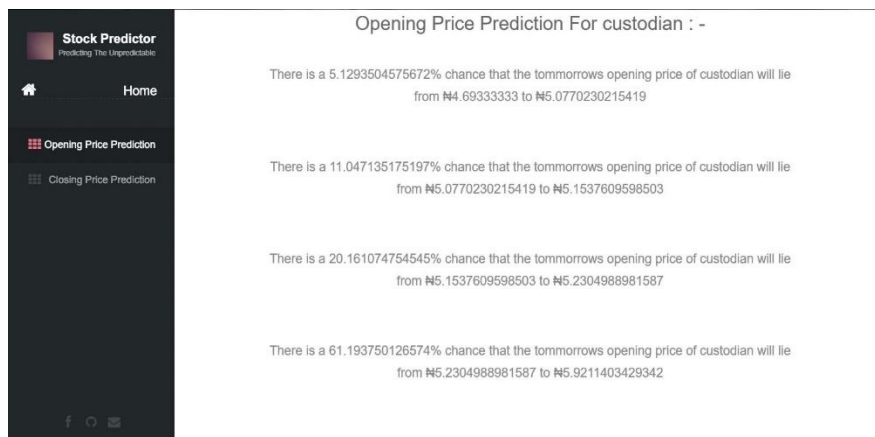 Stock Predictor
Predicting The Unpredictable
Home
Opening Price Prediction
Closing Price Prediction
Opening Price Prediction For custodian : -
There is a 5.1293504575672% chance that the tommorrows opening price of custodian will lie
from ₦4.69333333 to ₦5.0770230215419
There is a 11.047135175197% chance that the tommorrows opening price of custodian will lie
from ₦5.0770230215419 to ₦5.1537609598503
There is a 20.161074754545% chance that the tommorrows opening price of custodian will lie
from ₦5.1537609598503 to ₦5.2304988981587
There is a 61.193750126574% chance that the tommorrows opening price of custodian will lie
from ₦5.2304988981587 to ₦5.9211403429342